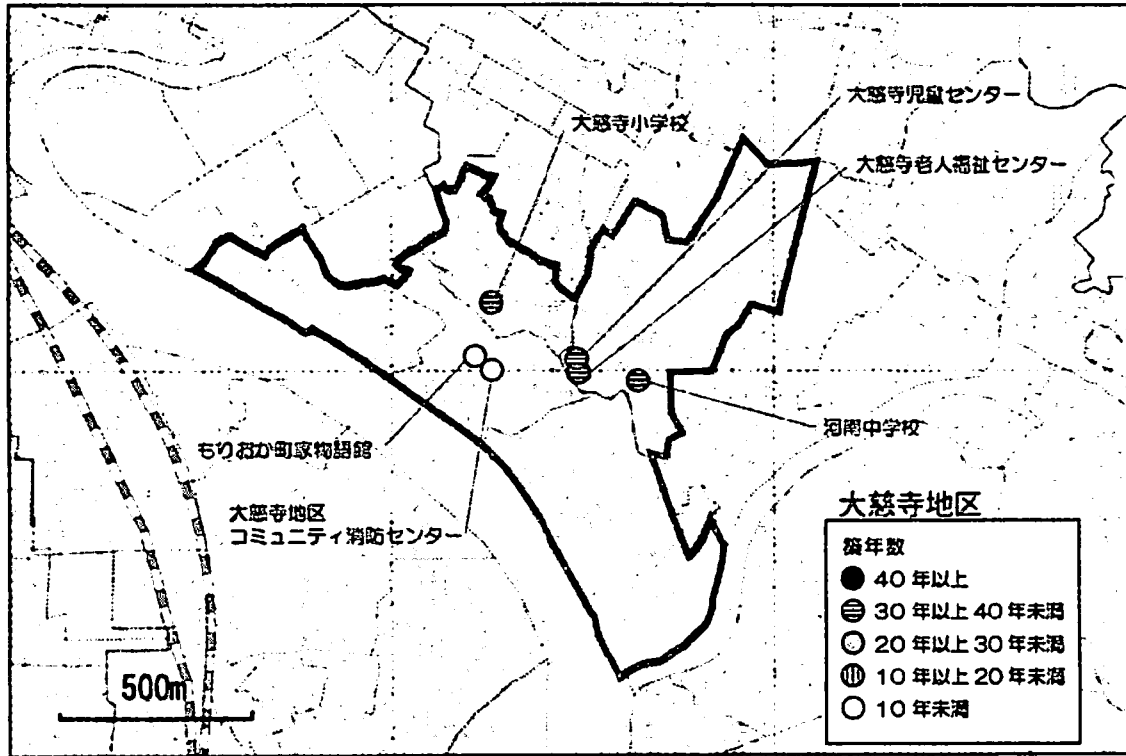 大慈寺児童センター
大慈寺小学校
大慈寺老人福祉センター
河南中学校
もりおか町家物語館
大慈寺地区
コミュニティ消防センター
大慈寺地区
築年数
40年以上
30年以上40年未満
20年以上30年未満
10年以上20年未満
10年未満
500m